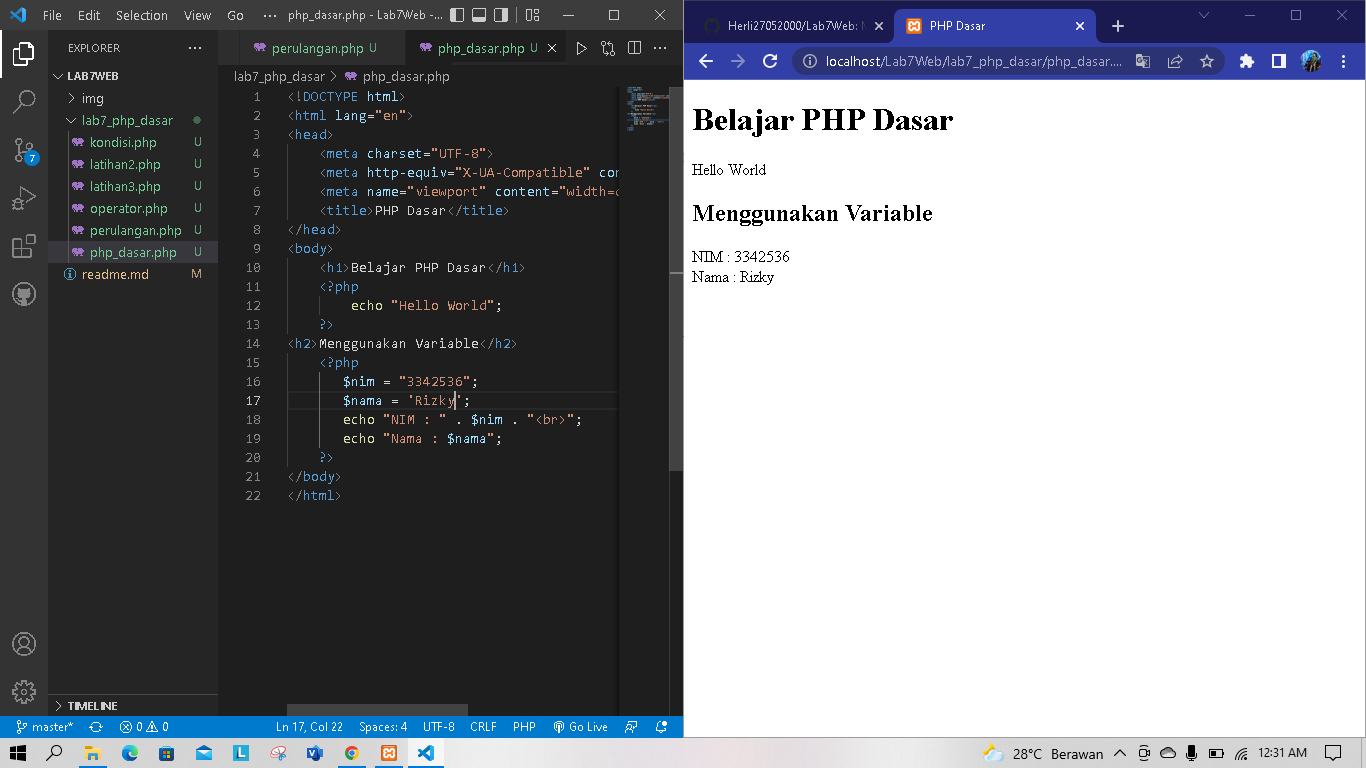 File Edit Selection View Go ··· php_dasar.php - Lab7Web - ...
EXPLORER ···
LAB7WEB
img
lab7_php_dasar
kondisi.php U
latihan2.php U
latihan3.php U
operator.php U
perulangan.php U
php_dasar.php U
readme.md M
TIMELINE
7
perulangan.php U
php_dasar.php U
lab7_php_dasar > php_dasar.php
1 <!DOCTYPE html>
2 <html lang="en">
3 <head>
4 <meta charset="UTF-8">
5 <meta http-equiv="X-UA-Compatible" con
6 <meta name="viewport" content="width=d
7 <title>PHP Dasar</title>
8 </head>
9 <body>
10 <h1>Belajar PHP Dasar</h1>
11 <?php
12 echo "Hello World";
13 ?>
14 <h2>Menggunakan Variable</h2>
15 <?php
16 $nim = "3342536";
17 $nama = 'Rizky';
18 echo "NIM : " . $nim . "<br>";
19 echo "Nama : $nama";
20 ?>
21 </body>
22 </html>
master* 0 0 Ln 17, Col 22 Spaces: 4 UTF-8 CRLF PHP Go Live
Herli27052000/Lab7Web:
PHP Dasar
localhost/Lab7Web/lab7_php_dasar/php_dasar....
Belajar PHP Dasar
Hello World
Menggunakan Variable
NIM : 3342536
Nama : Rizky
28°C Berawan 12:31 AM